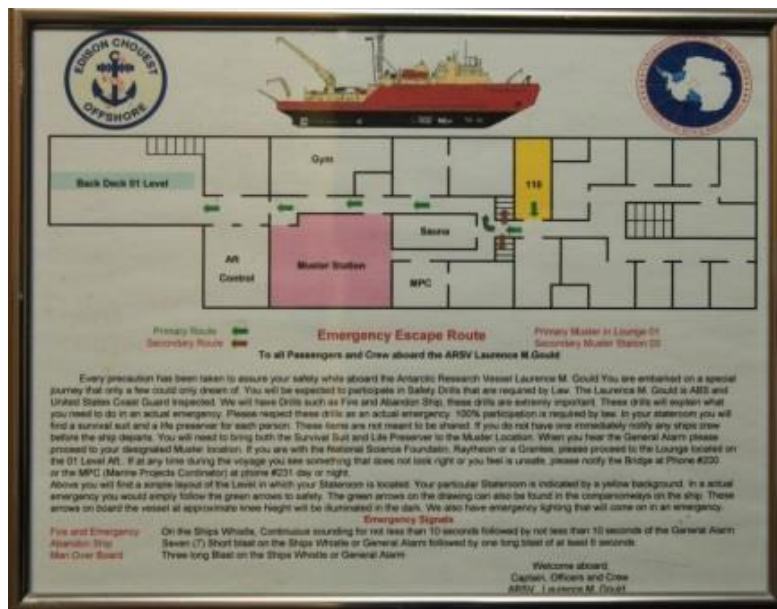 EDISON CHOUEST
OFFSHORE
Gym
Back Deck 01 Level
110
Sauna
Aft
Control
Muster Station
MPC
Primary Route
Secondary Route
Emergency Escape Route
Primary Muster in Lounge 01
Secondary Muster Station 03
To all Passengers and Crew aboard the ARSV Laurence M.Gould
Every precaution has been taken to assure your safety while aboard the Antarctic Research Vessel Laurence M. Gould You are embarked on a special
journey that only a few could only dream of. You will be expected to participate in Safety Drills that are required by Law. The Laurence M. Gould is ABS and
United States Coast Guard Inspected. We will have Drills such as Fire and Abandon Ship, these drills are extremely important. These drills will explain what
you need to do in an actual emergency. Please respect these drills as an actual emergency. 100% participation is required by law. In your stateroom you will
find a survival suit and a life preserver for each person. These items are not meant to be shared. If you do not have one immediately notify any ships crew
before the ship departs. You will need to bring both the Survival Suit and Life Preserver to the Muster Location. When you hear the General Alarm please
proceed to your designated Muster location. If you are with the National Science Foundatin, Raytheon or a Grantee, please proceed to the Lounge located on
the 01 Level Aft. If at any time during the voyage you see something that does not look right or you feel is unsafe, please notify the Bridge at Phone #200
or the MPC (Marine Projects Cordinator) at phone #231 day or night.
Above you will find a simple layout of the Level in which your Stateroom is located. Your particular Stateroom is indicated by a yellow background. In a actual
emergency you would simply follow the green arrows to safety. The green arrows on the drawing can also be found in the companionways on the ship. These
arrows on board the vessel at approximate knee height will be illuminated in the dark. We also have emergency lighting that will come on in an emergency.
Emergency Signals
Fire and Emergency On the Ships Whistle, Continuous sounding for not less than 10 seconds followed by not less than 10 seconds of the General Alarm
Abandon Ship Seven (7) Short blast on the Ships Whistle or General Alarm followed by one long blast of at least 6 seconds
Man Over Board Three long Blast on the Ships Whistle or General Alarm
Welcome aboard
Captain, Officers and Crew
ARSV Laurence M. Gould